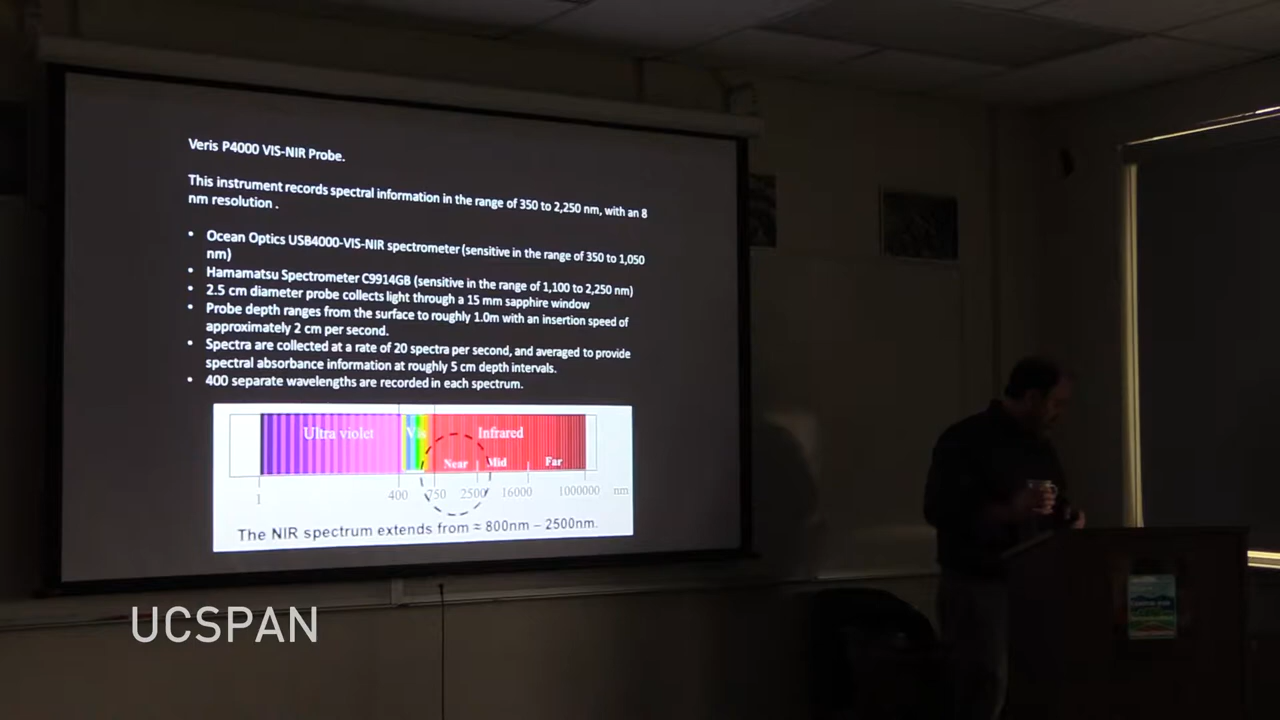 Veris P4000 VIS-NIR Probe.
This instrument records spectral information in the range of 350 to 2,250 nm, with an 8
nm resolution .
• Ocean Optics USB4000-VIS-NIR spectrometer (sensitive in the range of 350 to 1,050
nm)
• Hamamatsu Spectrometer C9914GB (sensitive in the range of 1,100 to 2,250 nm)
• 2.5 cm diameter probe collects light through a 15 mm sapphire window
• Probe depth ranges from the surface to roughly 1.0m with an insertion speed of
approximately 2 cm per second.
• Spectra are collected at a rate of 20 spectra per second, and averaged to provide
spectral absorbance information at roughly 5 cm depth intervals.
• 400 separate wavelengths are recorded in each spectrum.
Ultra violet Vis Infrared
Near Mid Far
1 400 750 2500 16000 1000000 nm
The NIR spectrum extends from ≈ 800nm – 2500nm.
UCSPAN